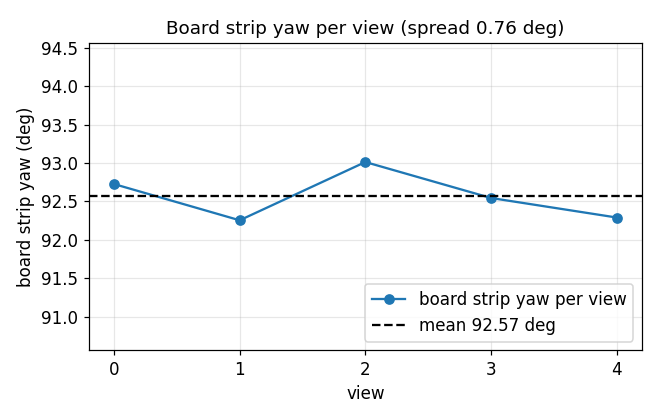 Board strip yaw per view (spread 0.76 deg)
board strip yaw (deg)
94.5
94.0
93.5
93.0
92.5
92.0
91.5
91.0
board strip yaw per view
mean 92.57 deg
0 1 2 3 4
view